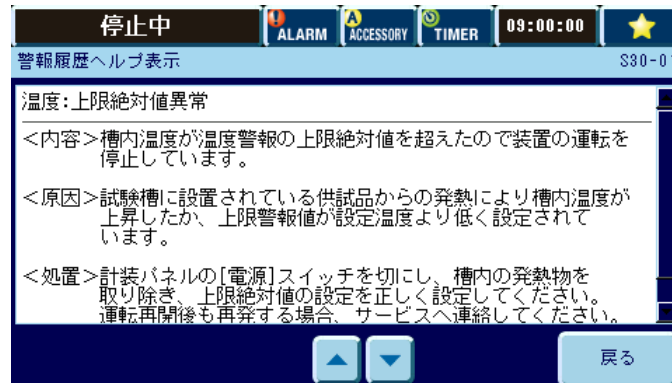 停止中
ALARM
A
ACCESSORY
TIMER
09:00:00
警報履歴ヘルプ表示
S30-01
温度:上限絶対値異常
<内容>槽内温度が温度警報の上限絶対値を超えたので装置の運転を
停止しています。
<原因>試験槽に設置されている供試品からの発熱により槽内温度が
上昇したか、上限警報値が設定温度より低く設定されて
います。
<処置>計装パネルの[電源]スイッチを切にし、槽内の発熱物を
取り除き、上限絶対値の設定を正しく設定してください。
運転再開後も再発する場合、サービスへ連絡してください。
戻る